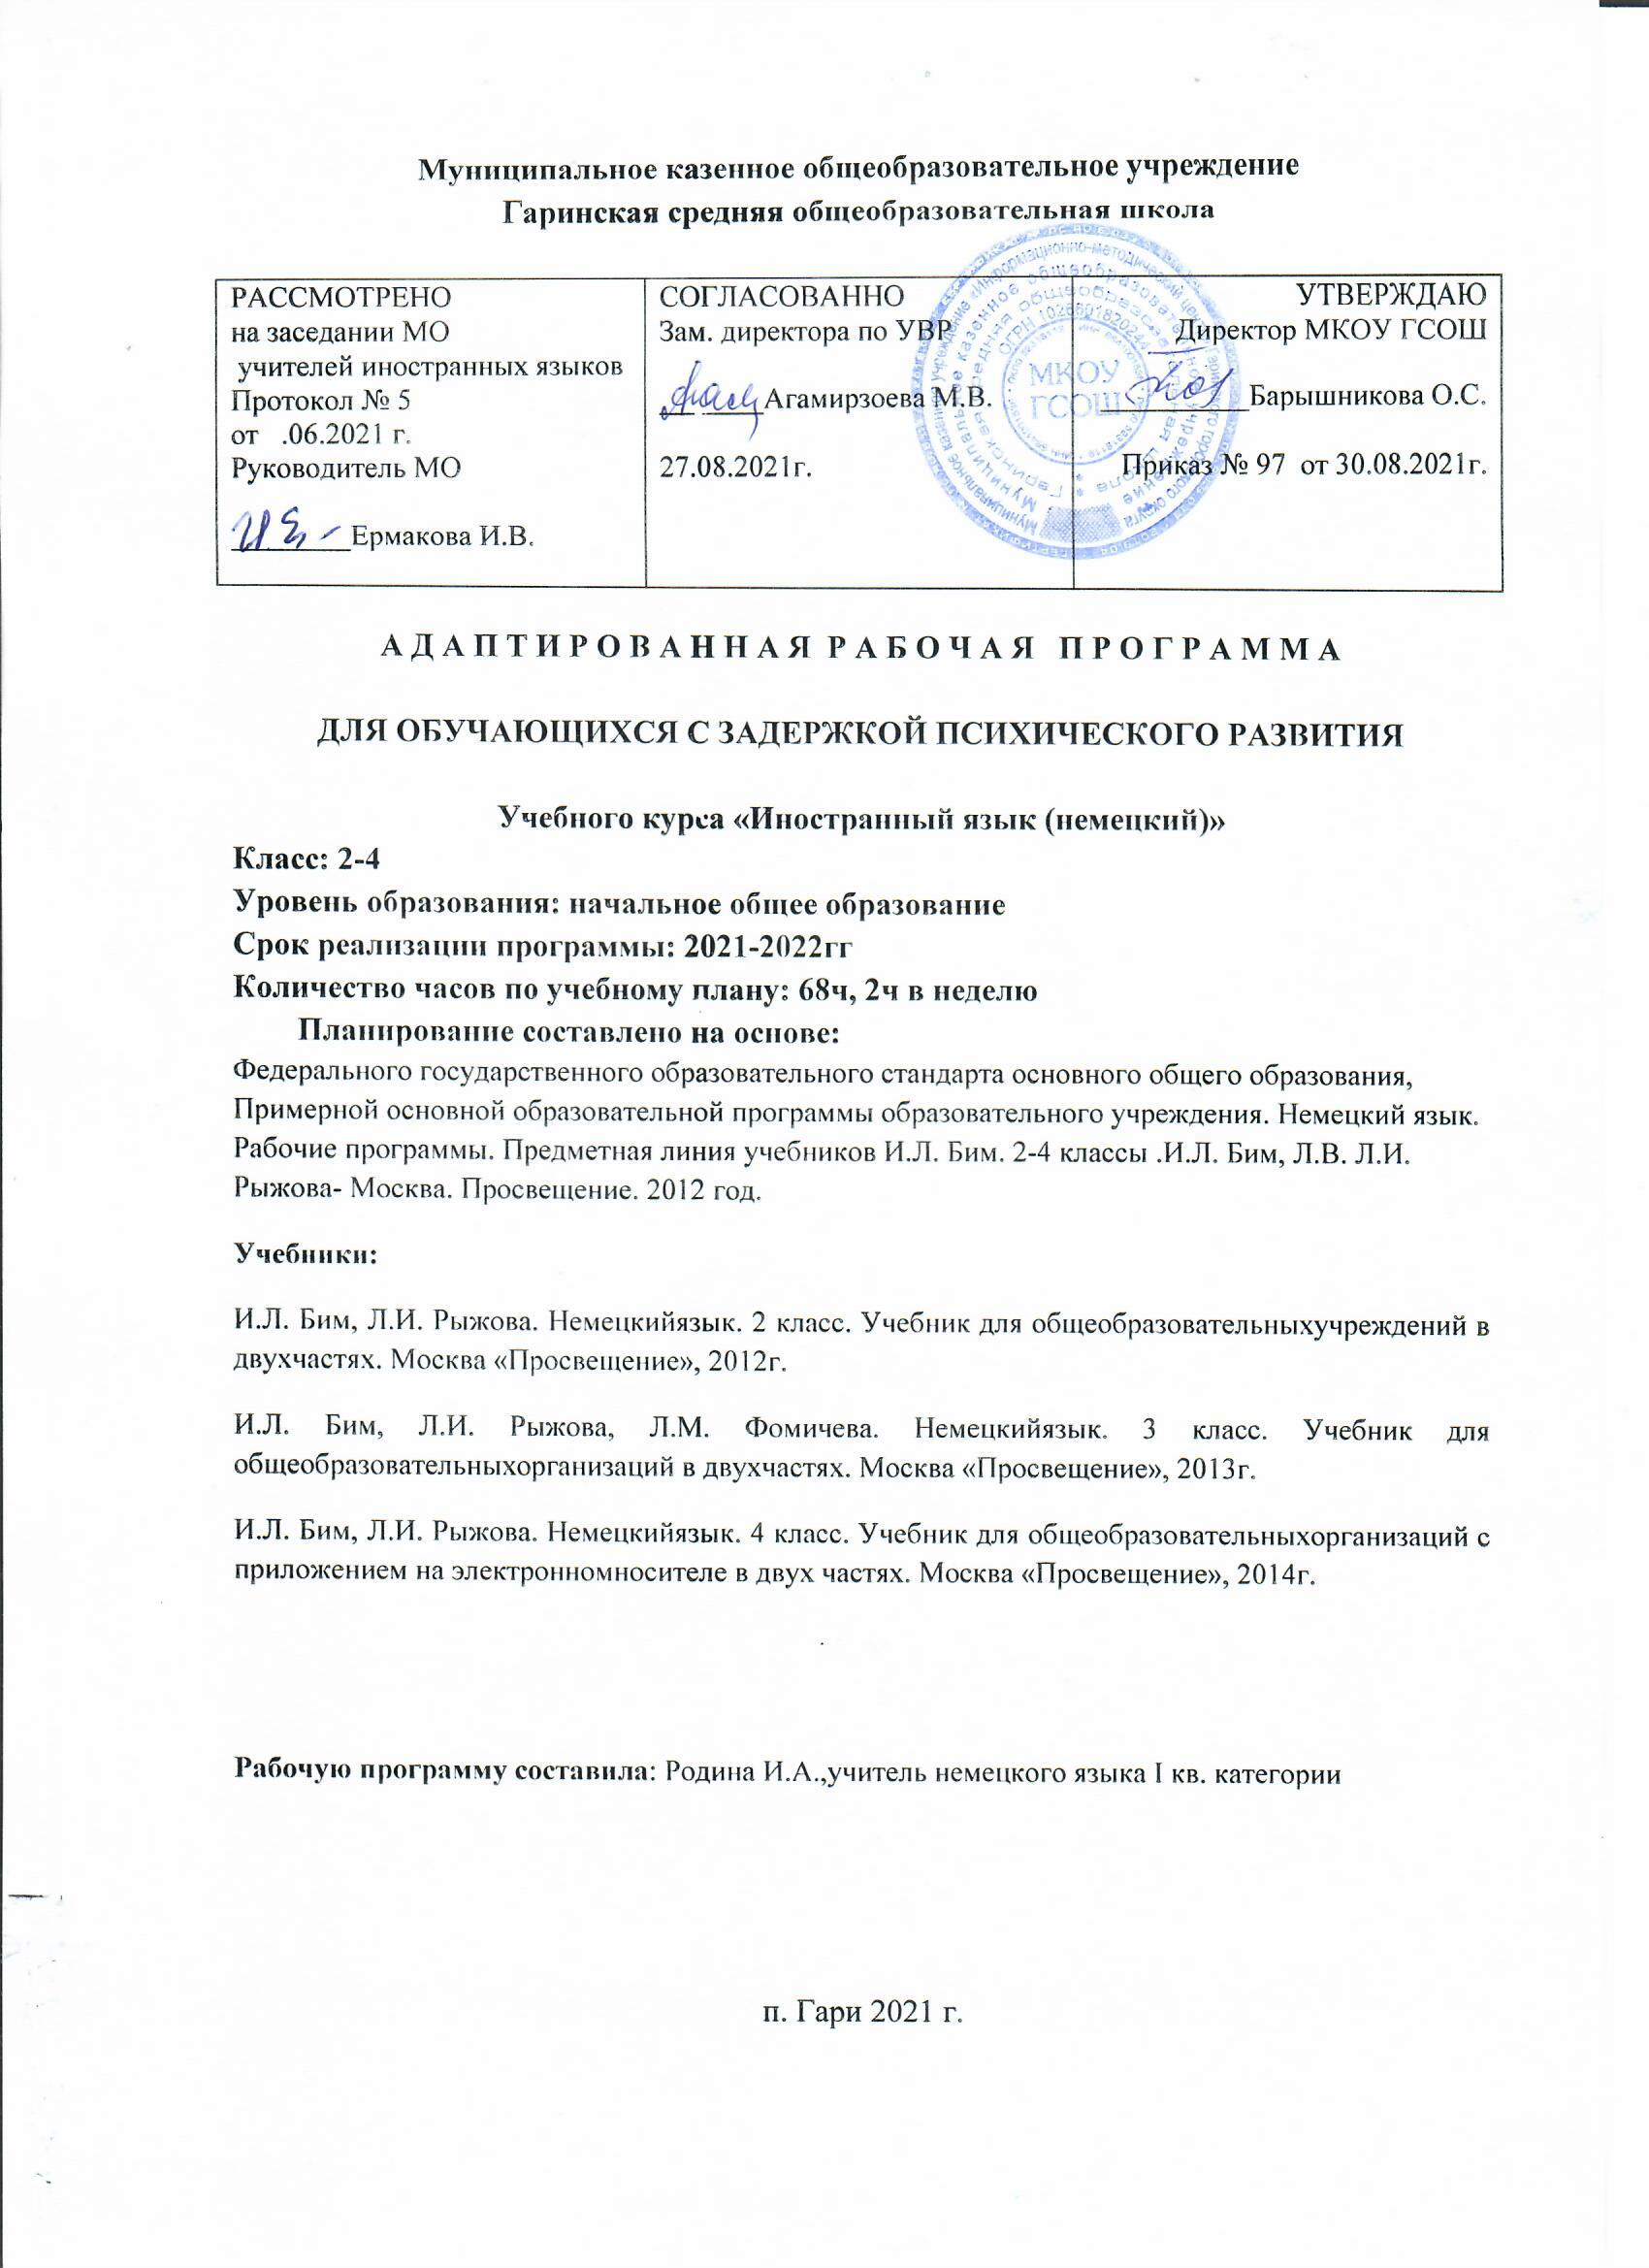 Муниципальное казенное общеобразовательное учреждение
Гаринская средняя общеобразовательная школа
РАССМОТРЕНО
на заседании МО
учителей иностранных языков
Протокол № 5
от   .06.2021 г.
Руководитель МО
_________Ермакова И.В.
СОГЛАСОВАННО
Зам. директора по УВР
__ ____Агамирзоева М.В.
27.08.2021г.
УТВЕРЖДАЮ
Директор МКОУ ГСОШ
___________Барышникова О.С.
Приказ № 97  от 30.08.2021г.
МКОУ
ГСОШ
А Д А П Т И Р О В А Н Н А Я  Р А Б О Ч А Я   П Р О Г Р А М М А
ДЛЯ ОБУЧАЮЩИХСЯ С ЗАДЕРЖКОЙ ПСИХИЧЕСКОГО РАЗВИТИЯ
Учебного курса «Иностранный язык (немецкий)»
Класс: 2-4
Уровень образования: начальное общее образование
Срок реализации программы: 2021-2022гг
Количество часов по учебному плану: 68ч, 2ч в неделю
Планирование составлено на основе:
Федерального государственного образовательного стандарта основного общего образования,
Примерной основной образовательной программы образовательного учреждения. Немецкий язык.
Рабочие программы. Предметная линия учебников И.Л. Бим. 2-4 классы .И.Л. Бим, Л.В. Л.И.
Рыжова- Москва. Просвещение. 2012 год.
Учебники:
И.Л. Бим, Л.И. Рыжова. Немецкийязык. 2 класс. Учебник для общеобразовательныхучреждений в
двухчастях. Москва «Просвещение», 2012г.
И.Л. Бим, Л.И. Рыжова, Л.М. Фомичева. Немецкийязык. 3 класс. Учебник для
общеобразовательныхорганизаций в двухчастях. Москва «Просвещение», 2013г.
И.Л. Бим, Л.И. Рыжова. Немецкийязык. 4 класс. Учебник для общеобразовательныхорганизаций с
приложением на электронномносителе в двух частях. Москва «Просвещение», 2014г.
Рабочую программу составила: Родина И.А.,учитель немецкого языка I кв. категории
п. Гари 2021 г.